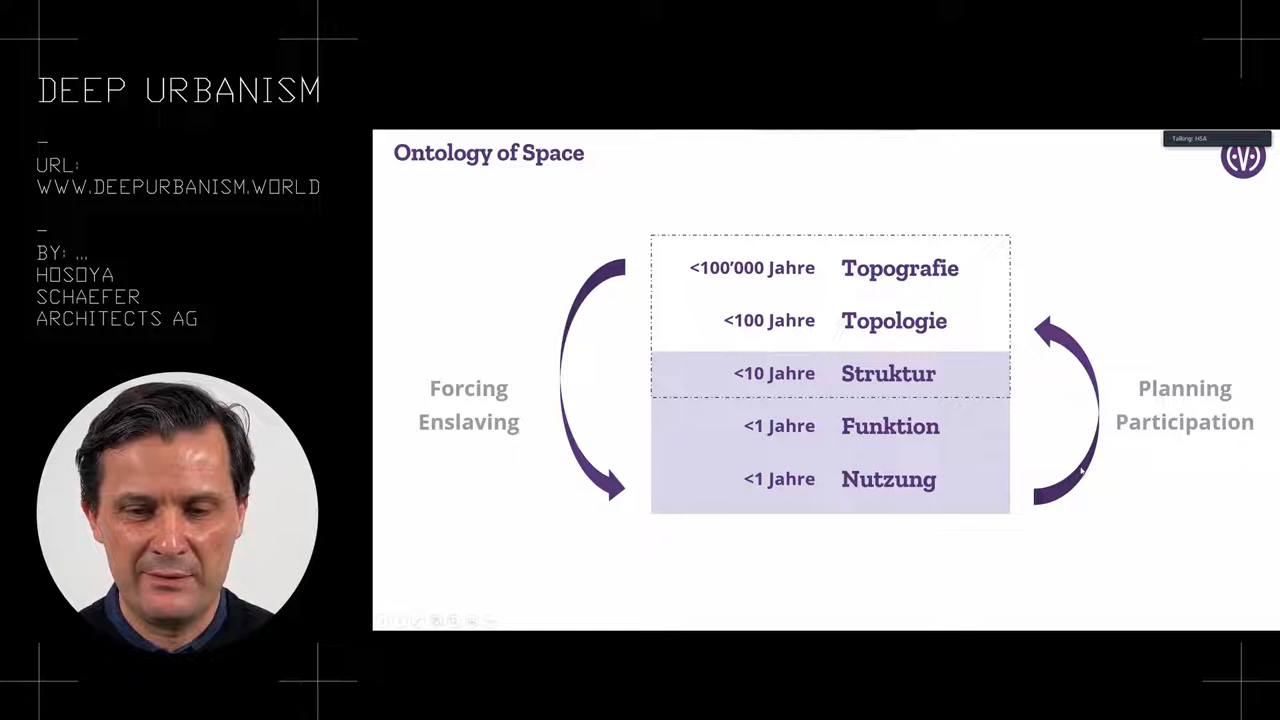 DEEP URBANISM
–
URL:
WWW.DEEPURBANISM.WORLD
–
BY: ...
HOSOYA
SCHAEFER
ARCHITECTS AG
Talking: HSA
Ontology of Space
V
<100’000 Jahre Topografie
<100 Jahre Topologie
<10 Jahre Struktur
<1 Jahre Funktion
<1 Jahre Nutzung
Forcing
Enslaving
Planning
Participation